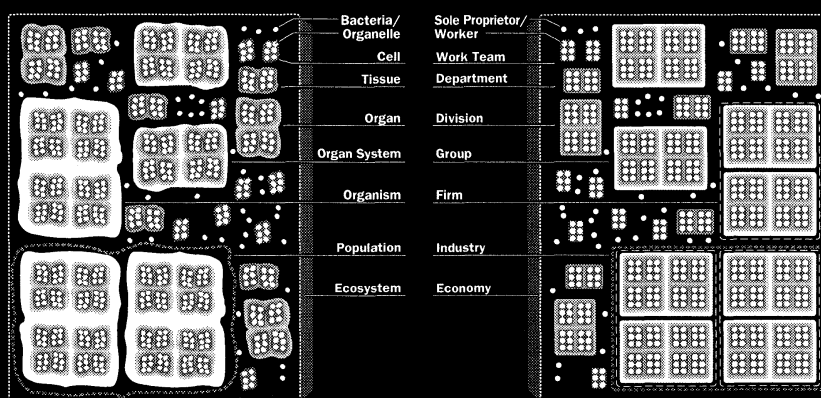 Bacteria/
Organelle
Cell
Tissue
Organ
Organ System
Organism
Population
Ecosystem
Sole Proprietor/
Worker
Work Team
Department
Division
Group
Firm
Industry
Economy